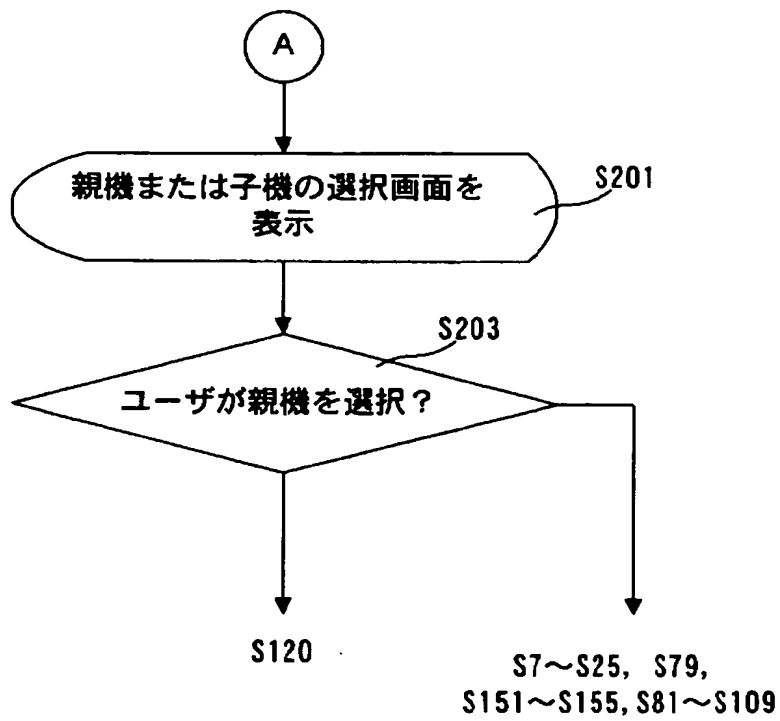 A
親機または子機の選択画面を
表示
S201
S203
ユーザが親機を選択？
S120
S7～S25, S79,
S151～S155, S81～S109